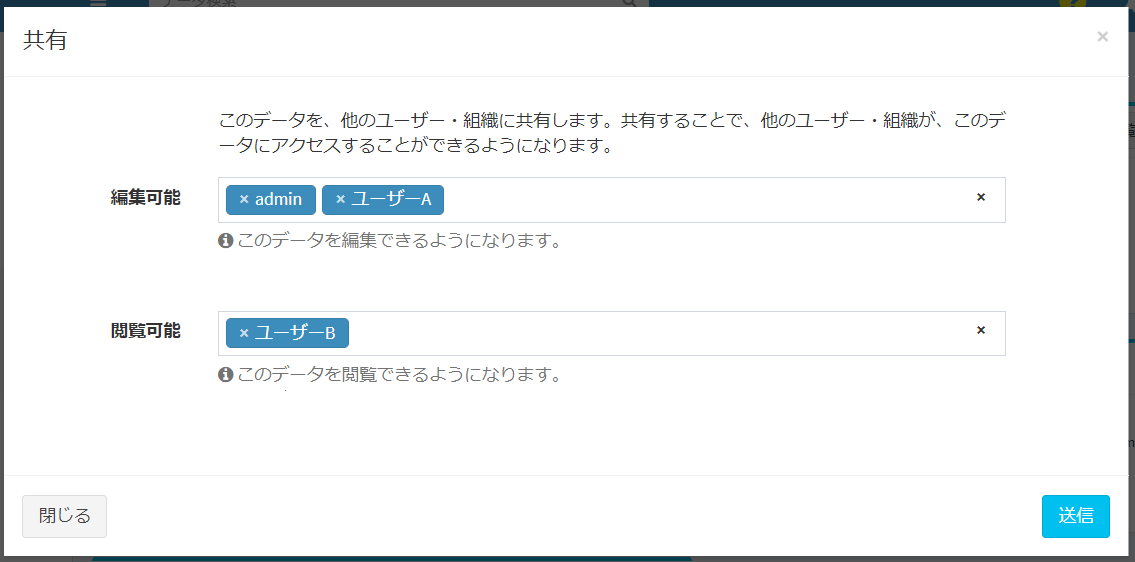 データ検索
共有
×
このデータを、他のユーザー・組織に共有します。共有することで、他のユーザー・組織が、このデ
ータにアクセスすることができるようになります。
編集可能
× admin × ユーザーA ×
このデータを編集できるようになります。
閲覧可能
× ユーザーB ×
このデータを閲覧できるようになります。
閉じる
送信